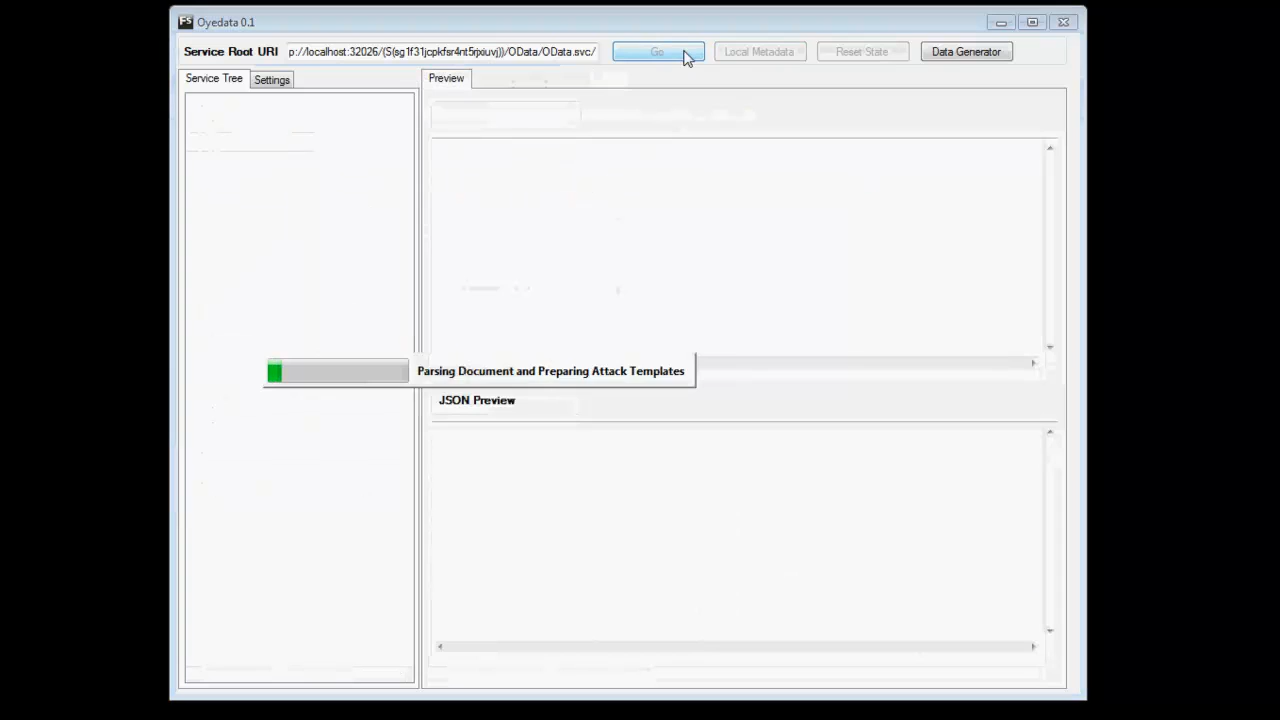 Fs Oyedata 0.1
Service Root URI p://localhost:32026/(S(sg1f31jcpkfsr4nt5rjxiuvj))/OData/OData.svc/ Go Local Metadata Reset State Data Generator
Service Tree Settings Preview
Parsing Document and Preparing Attack Templates
JSON Preview